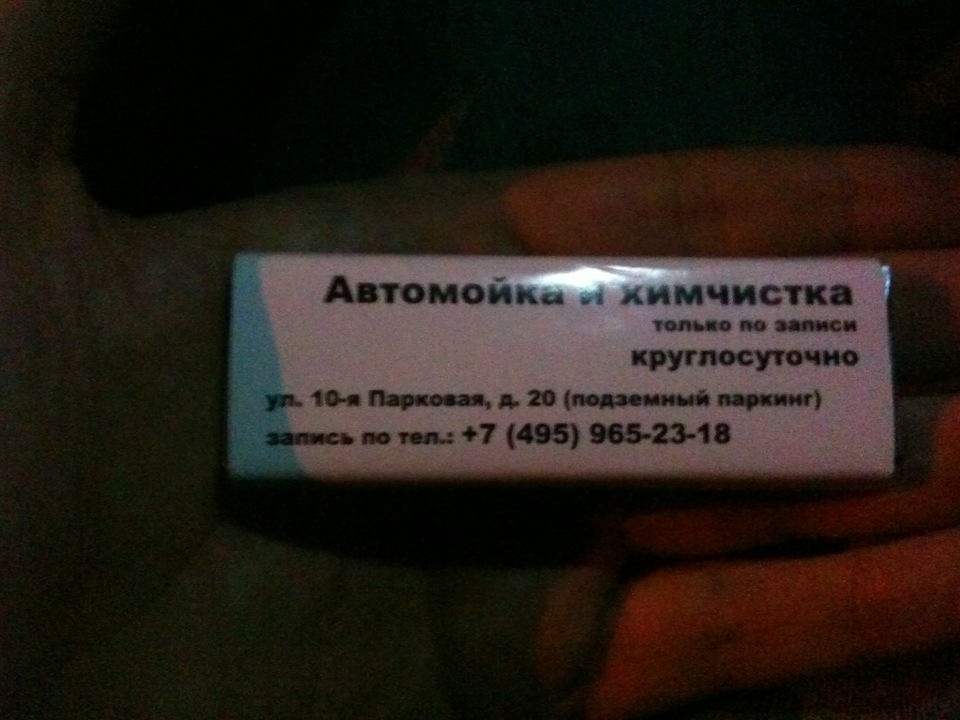 Автомойка и химчистка
только по записи
круглосуточно
ул. 10-я Парковая, д. 20 (подземный паркинг)
запись по тел.: +7 (495) 965-23-18